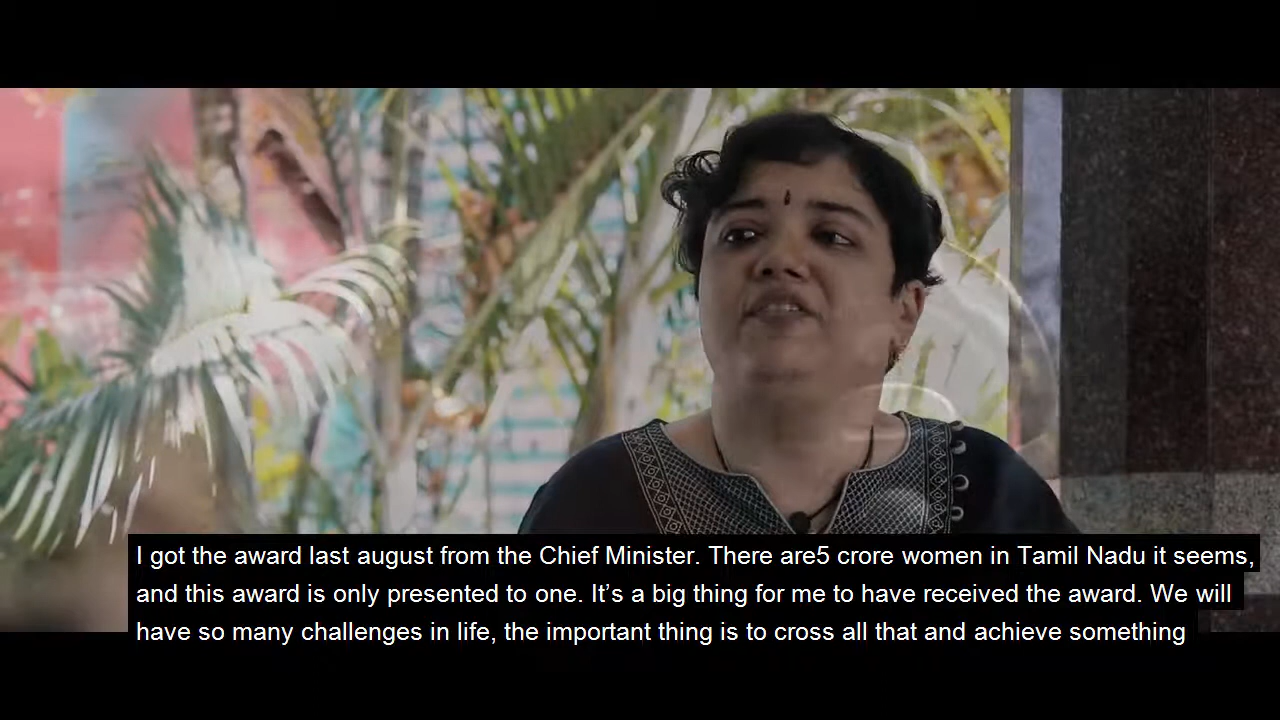 I got the award last august from the Chief Minister. There are5 crore women in Tamil Nadu it seems,
and this award is only presented to one. It’s a big thing for me to have received the award. We will
have so many challenges in life, the important thing is to cross all that and achieve something